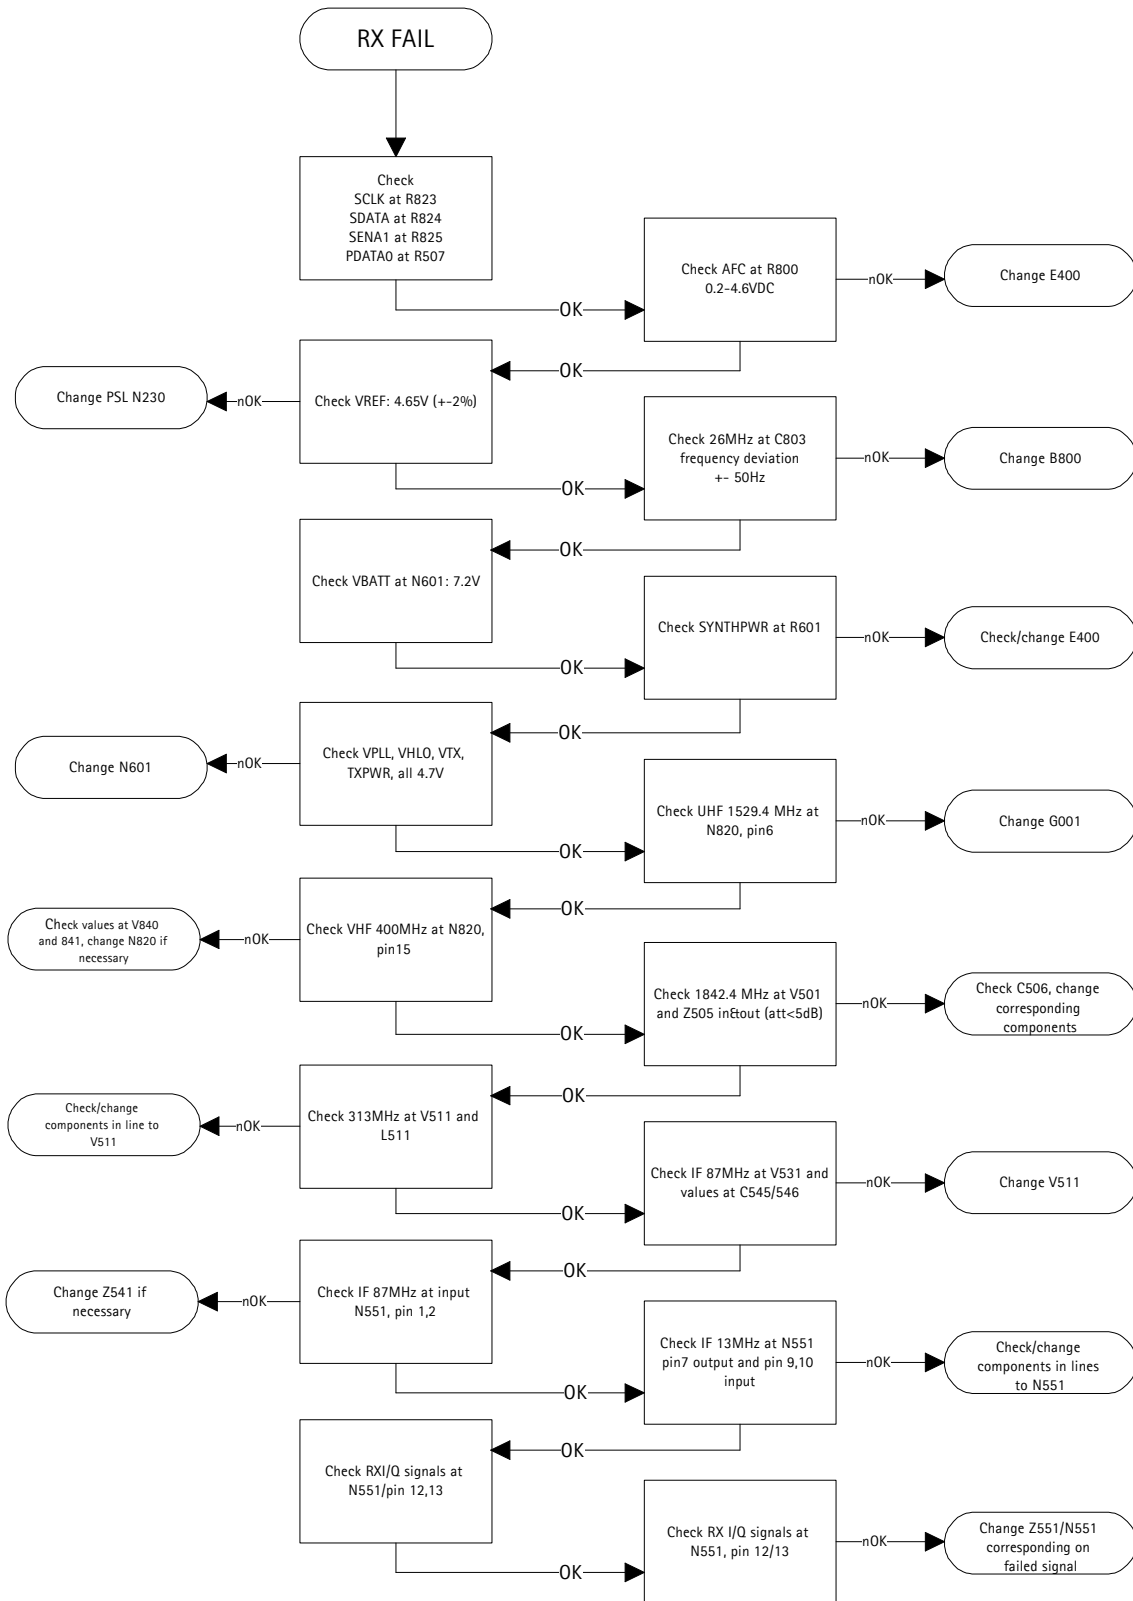 RX FAIL
Check
SCLK at R823
SDATA at R824
SENA1 at R825
PDATA0 at R507
OK
Check AFC at R800
0.2-4.6VDC
nOK
Change E400
OK
Check VREF: 4.65V (+-2%)
nOK
Change PSL N230
OK
Check 26MHz at C803
frequency deviation
+- 50Hz
nOK
Change B800
OK
Check VBATT at N601: 7.2V
OK
Check SYNTHPWR at R601
nOK
Check/change E400
OK
Check VPLL, VHLO, VTX,
TXPWR, all 4.7V
nOK
Change N601
OK
Check UHF 1529.4 MHz at
N820, pin6
nOK
Change G001
OK
Check VHF 400MHz at N820,
pin15
nOK
Check values at V840
and 841, change N820 if
necessary
OK
Check 1842.4 MHz at V501
and Z505 in&tout (att<5dB)
nOK
Check C506, change
corresponding
components
OK
Check 313MHz at V511 and
L511
nOK
Check/change
components in line to
V511
OK
Check IF 87MHz at V531 and
values at C545/546
nOK
Change V511
OK
Check IF 87MHz at input
N551, pin 1,2
nOK
Change Z541 if
necessary
OK
Check IF 13MHz at N551
pin7 output and pin 9,10
input
nOK
Check/change
components in lines
to N551
OK
Check RXI/Q signals at
N551/pin 12,13
OK
Check RX I/Q signals at
N551, pin 12/13
nOK
Change Z551/N551
corresponding on
failed signal